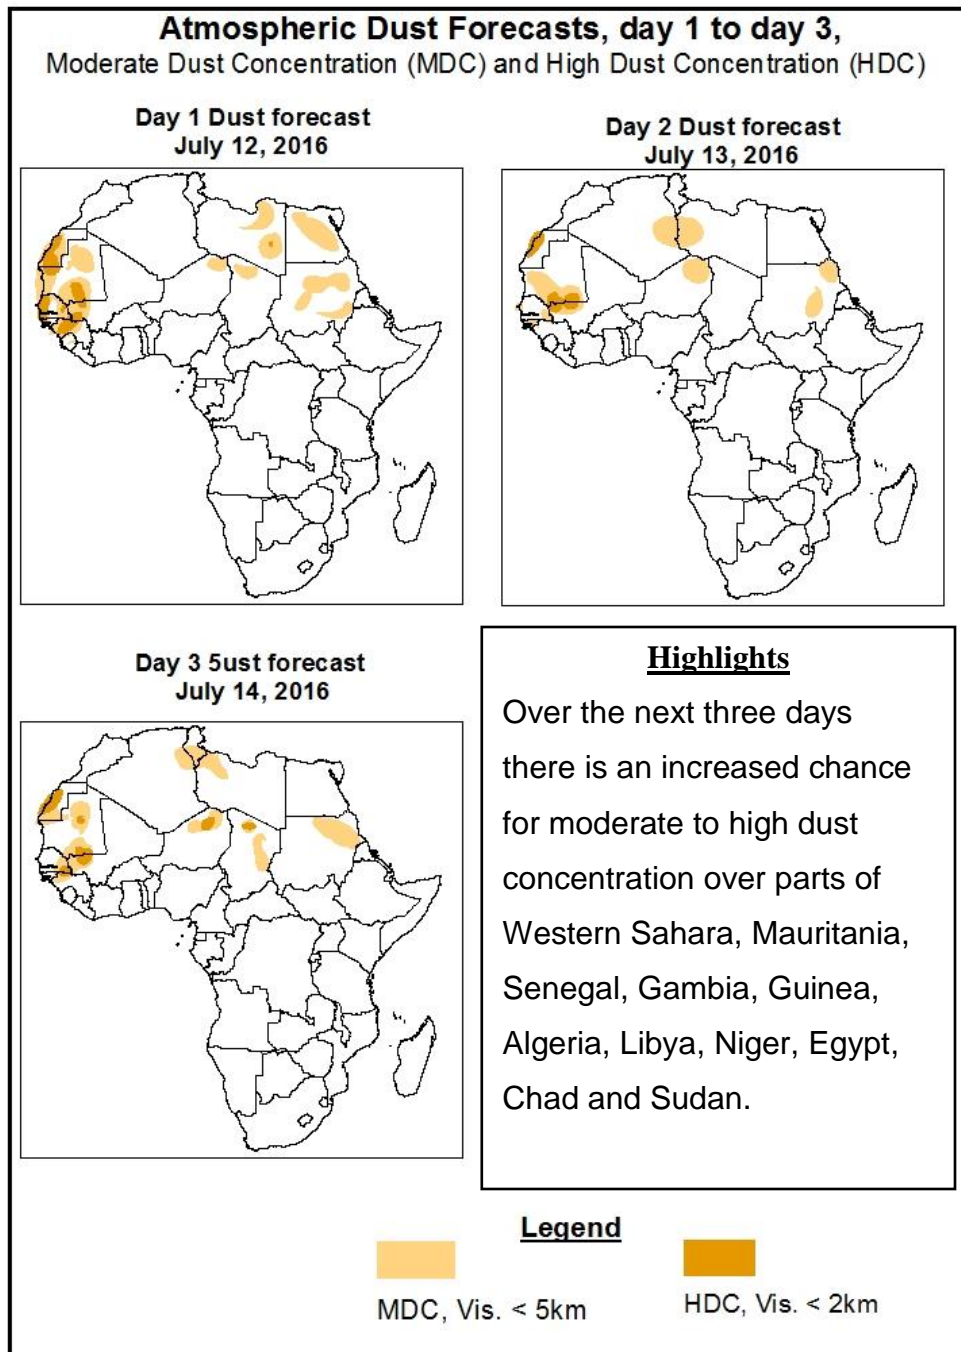 Atmospheric Dust Forecasts, day 1 to day 3,
Moderate Dust Concentration (MDC) and High Dust Concentration (HDC)
Day 1 Dust forecast
July 12, 2016
Day 2 Dust forecast
July 13, 2016
Day 3 5ust forecast
July 14, 2016
Highlights
Over the next three days
there is an increased chance
for moderate to high dust
concentration over parts of
Western Sahara, Mauritania,
Senegal, Gambia, Guinea,
Algeria, Libya, Niger, Egypt,
Chad and Sudan.
Legend
MDC, Vis. < 5km
HDC, Vis. < 2km